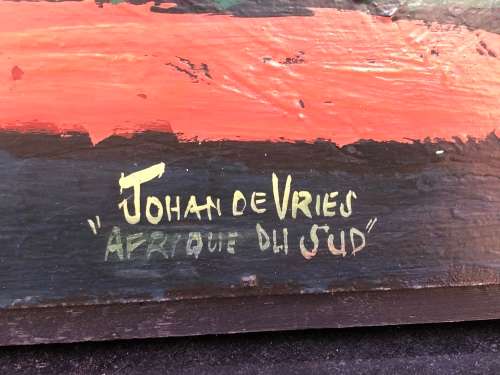 JOHAN DE VRIES
"AFRIQUE DU SUD"